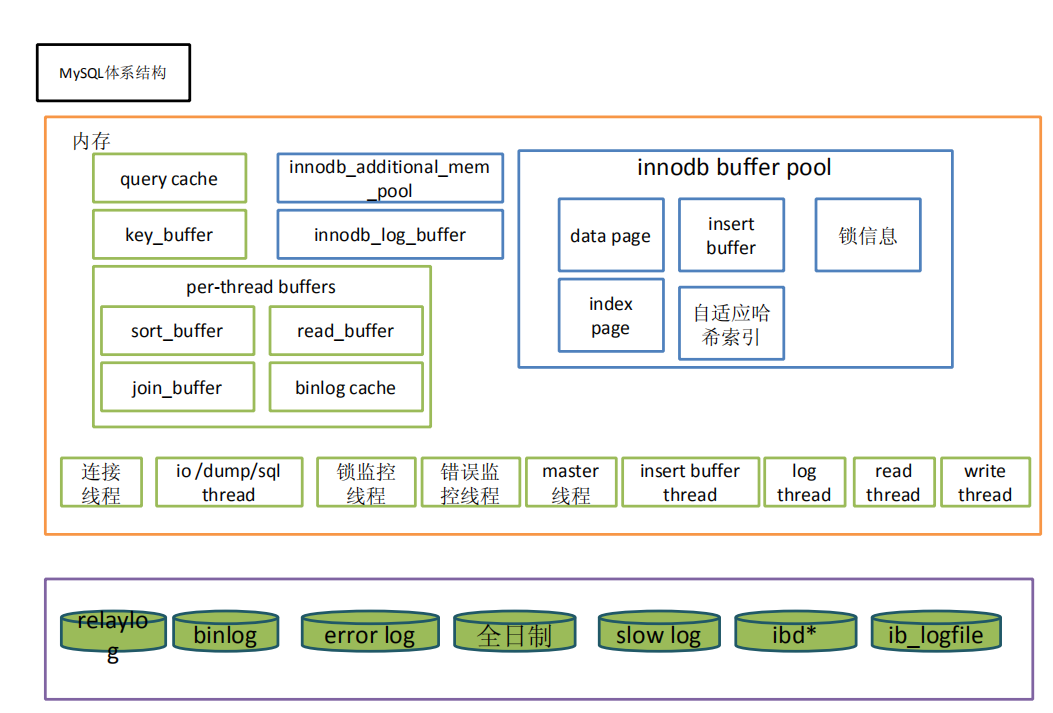 MySQL体系结构
内存
query cache
innodb_additional_mem
_pool
innodb buffer pool
key_buffer
innodb_log_buffer
data page
insert
buffer
锁信息
per-thread buffers
sort_buffer
read_buffer
index
page
自适应哈
希索引
join_buffer
binlog cache
连接
线程
io /dump/sql
thread
锁监控
线程
错误监
控线程
master
线程
insert buffer
thread
log
thread
read
thread
write
thread
relaylo
g
binlog
error log
全日制
slow log
ibd*
ib_logfile